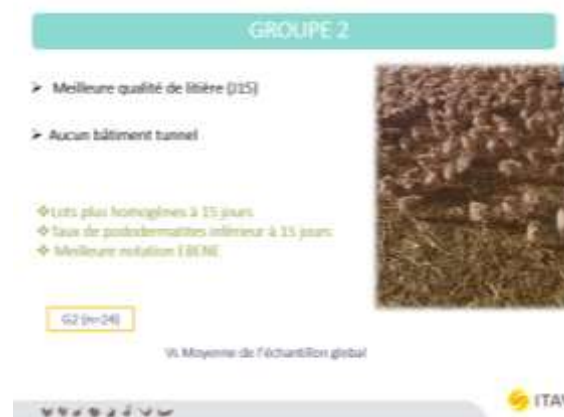 GROUPE 2
➤ Meilleure qualité de litière (J15)
➤ Aucun bâtiment tunnel
❖ Lots plus homogènes à 15 jours
❖ Taux de pododermatites inférieur à 15 jours
❖ Meilleure notation EBENE
G2 (n=24)
Vs Moyenne de l'échantillon global
ITAV